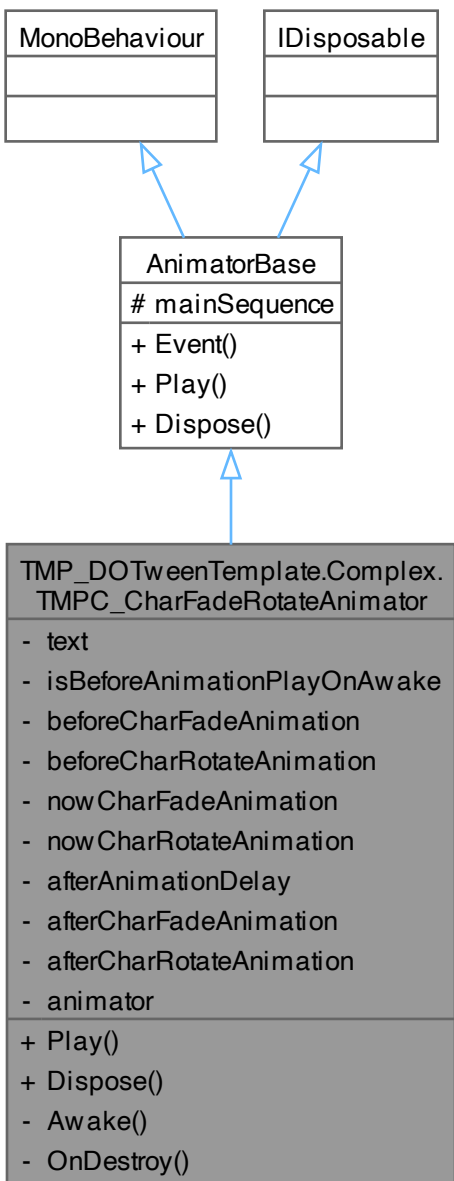 MonoBehaviour
IDisposable
AnimatorBase
# mainSequence
+ Event()
+ Play()
+ Dispose()
TMP_DOTweenTemplate.Complex.
TMPC_CharFadeRotateAnimator
- text
- isBeforeAnimationPlayOnAwake
- beforeCharFadeAnimation
- beforeCharRotateAnimation
- nowCharFadeAnimation
- nowCharRotateAnimation
- afterAnimationDelay
- afterCharFadeAnimation
- afterCharRotateAnimation
- animator
+ Play()
+ Dispose()
- Awake()
- OnDestroy()